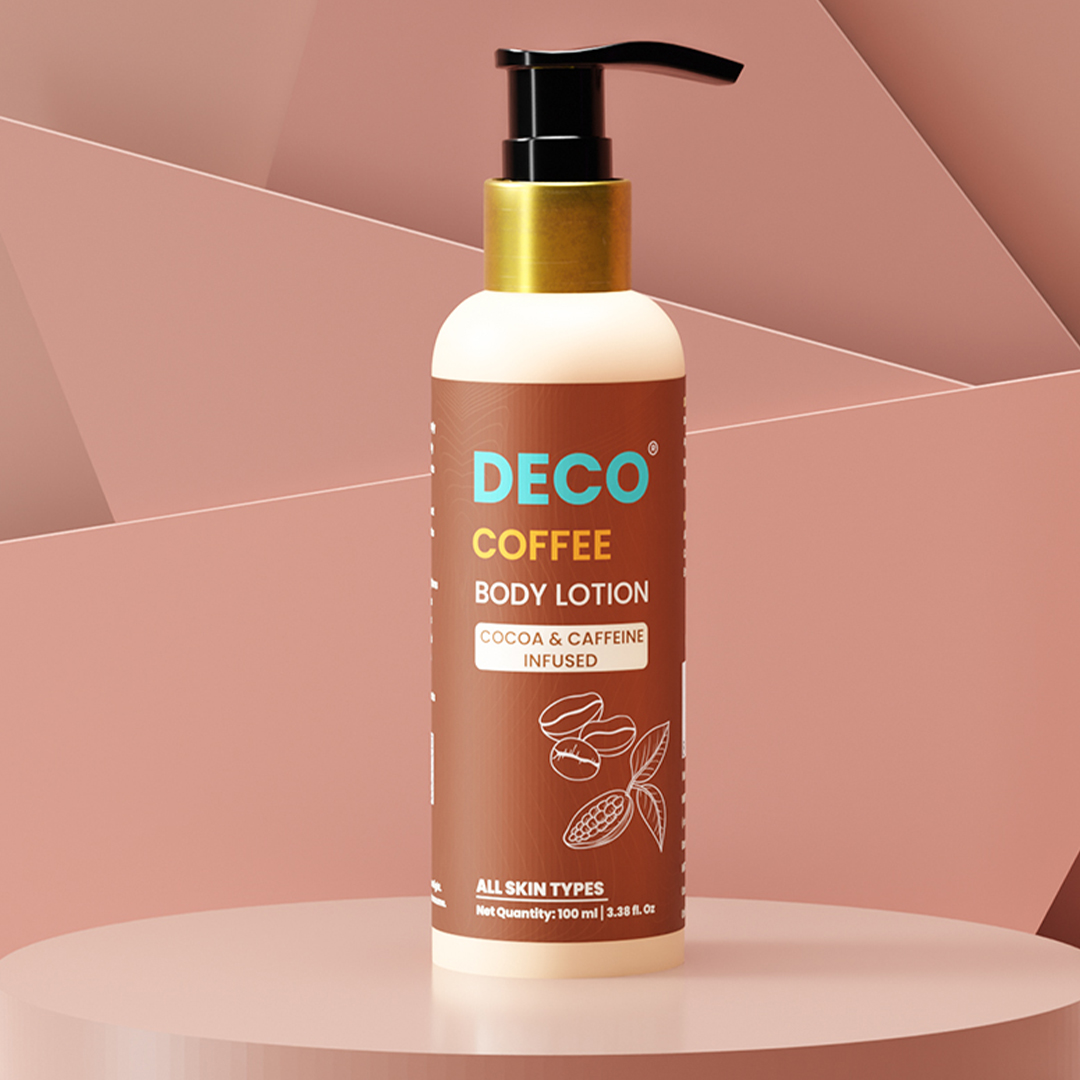 DECO®
COFFEE
BODY LOTION
COCOA & CAFFEINE
INFUSED
ALL SKIN TYPES
Net Quantity: 100 ml | 3.38 fl. Oz